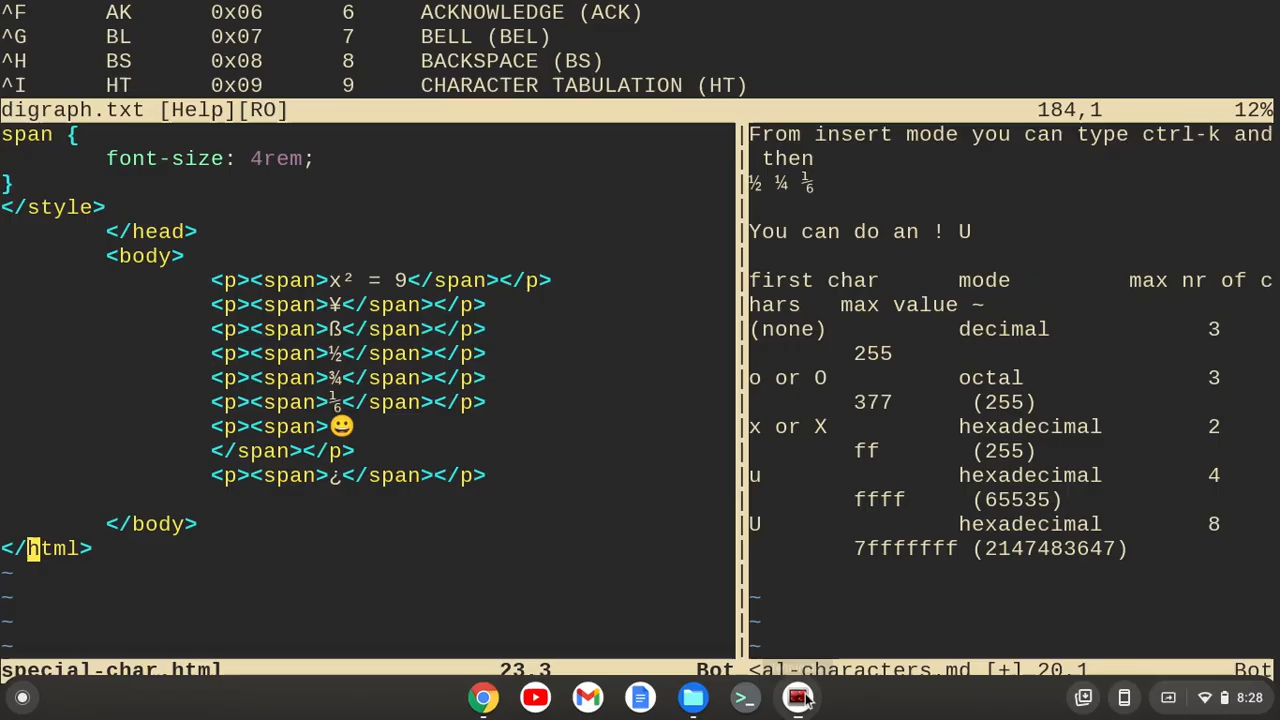 ^F AK 0x06 6 ACKNOWLEDGE (ACK)
^G BL 0x07 7 BELL (BEL)
^H BS 0x08 8 BACKSPACE (BS)
^I HT 0x09 9 CHARACTER TABULATION (HT)
digraph.txt [Help][RO] 184,1 12%
span {
font-size: 4rem;
}
</style>
</head>
<body>
<p><span>x² = 9</span></p>
<p><span>¥</span></p>
<p><span>ß</span></p>
<p><span>½</span></p>
<p><span>¾</span></p>
<p><span>⅙</span></p>
<p><span>😀
</span></p>
<p><span>¿</span></p>
</body>
</html>
~
~
~
~
special-char.html 23,3 Bot
From insert mode you can type ctrl-k and
then
½ ¼ ⅙
You can do an ! U
first char mode max nr of c
hars max value ~
(none) decimal 3
255
o or O octal 3
377 (255)
x or X hexadecimal 2
ff (255)
u hexadecimal 4
ffff (65535)
U hexadecimal 8
7fffffff (2147483647)
~
~
~
<al-characters.md [+] 20,1 Bot
8:28